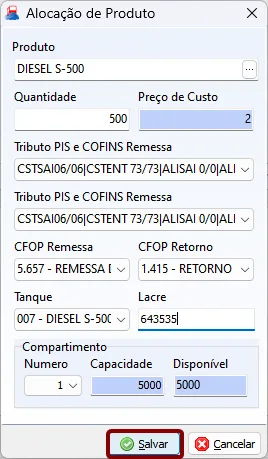 Alocação de Produto
Produto
DIESEL S-500
Quantidade Preço de Custo
500 2
Tributo PIS e COFINS Remessa
CSTSAI06/06|CSTENT 73/73|ALISAI 0/0|ALI
Tributo PIS e COFINS Remessa
CSTSAI06/06|CSTENT 73/73|ALISAI 0/0|ALI
CFOP Remessa CFOP Retorno
5.657 - REMESSA 1.415 - RETORNO
Tanque Lacre
007 - DIESEL S-500 643535
Compartimento
Numero Capacidade Disponível
1 5000 5000
Salvar Cancelar